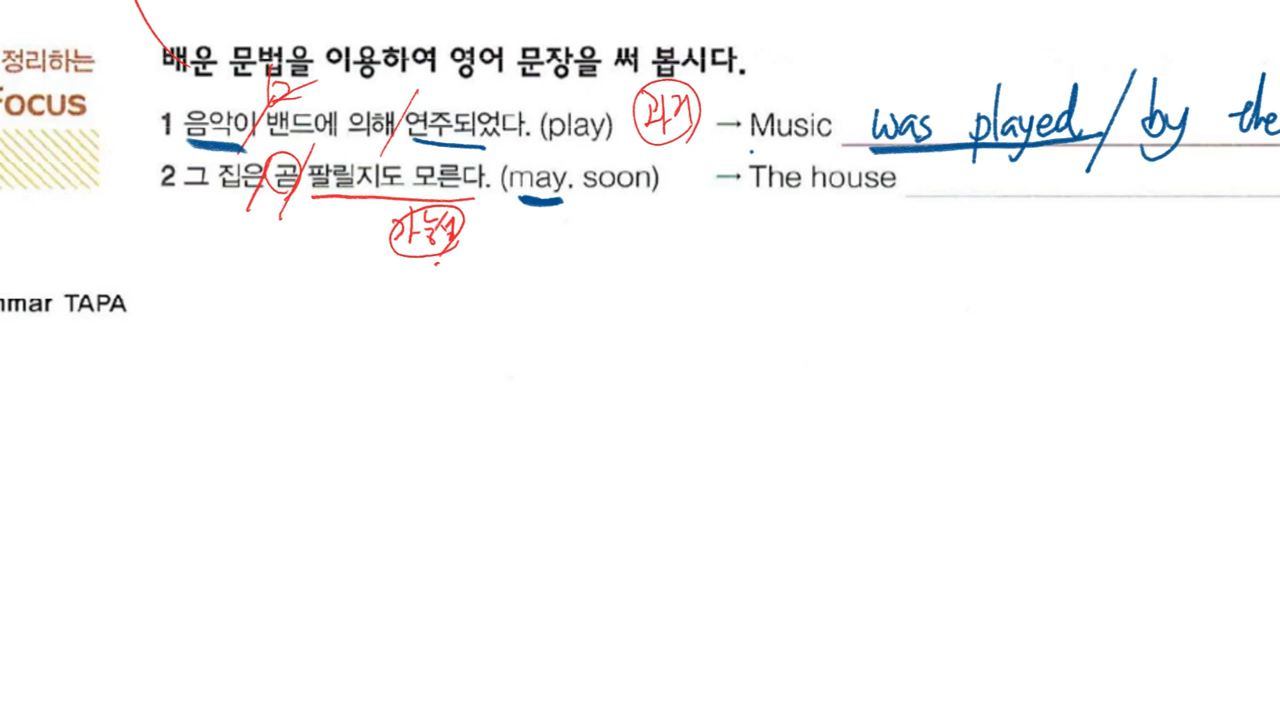 정리하는
FOCUS
배운 문법을 이용하여 영어 문장을 써 봅시다.
1 음악이 밴드에 의해 연주되었다. (play) 과거 → Music was played by the
2 그 집은 곧 팔릴지도 모른다. (may, soon) → The house
가능성
mmar TAPA